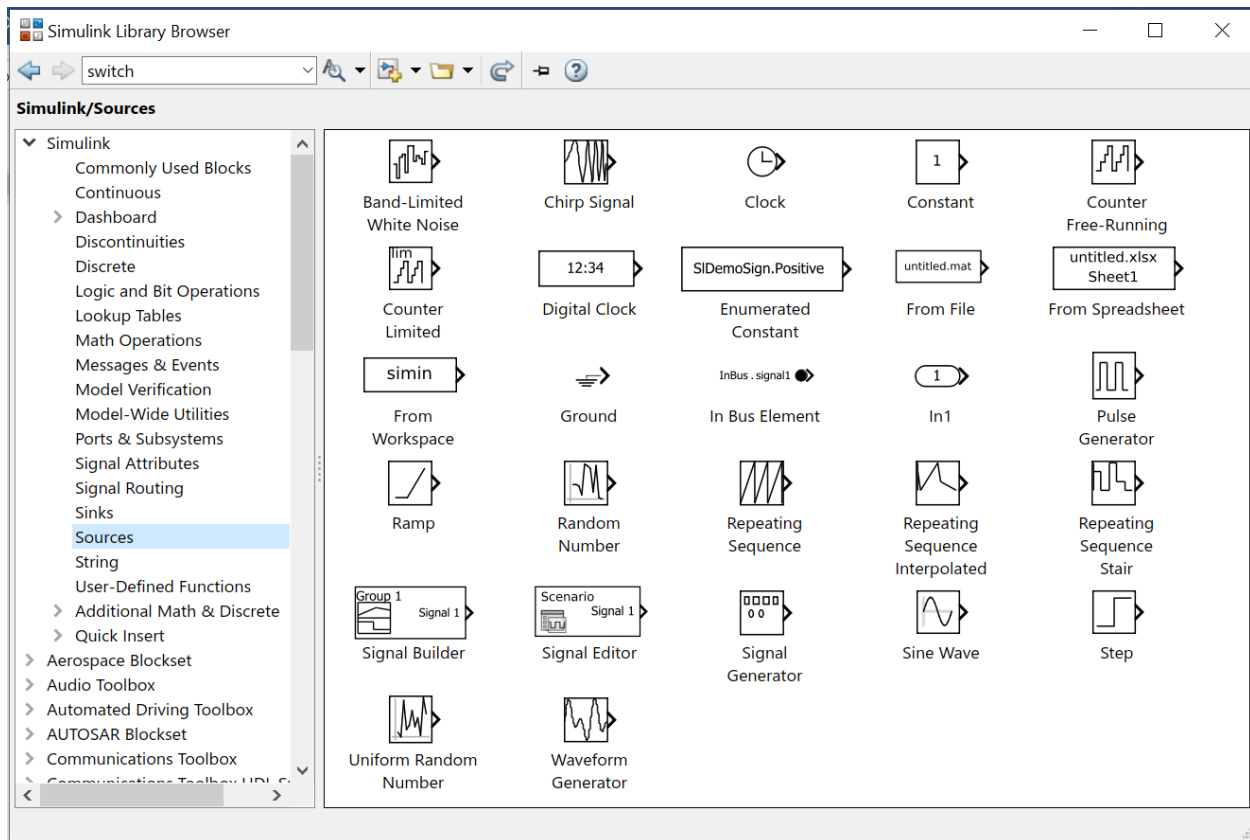 Simulink Library Browser
switch
Simulink/Sources
Simulink
Commonly Used Blocks
Continuous
Dashboard
Discontinuities
Discrete
Logic and Bit Operations
Lookup Tables
Math Operations
Messages & Events
Model Verification
Model-Wide Utilities
Ports & Subsystems
Signal Attributes
Signal Routing
Sinks
Sources
String
User-Defined Functions
Additional Math & Discrete
Quick Insert
Aerospace Blockset
Audio Toolbox
Automated Driving Toolbox
AUTOSAR Blockset
Communications Toolbox
Communications Toolbox HDL S
Band-Limited
White Noise
Chirp Signal
Clock
1
Constant
Counter
Free-Running
lim
Counter
Limited
12:34
Digital Clock
SlDemoSign.Positive
Enumerated
Constant
untitled.mat
From File
untitled.xlsx
Sheet1
From Spreadsheet
simin
From
Workspace
Ground
InBus . signal1
In Bus Element
1
In1
Pulse
Generator
Ramp
Random
Number
Repeating
Sequence
Repeating
Sequence
Interpolated
Repeating
Sequence
Stair
Group 1
Signal 1
Signal Builder
Scenario
Signal 1
Signal Editor
Signal
Generator
Sine Wave
Step
Uniform Random
Number
Waveform
Generator